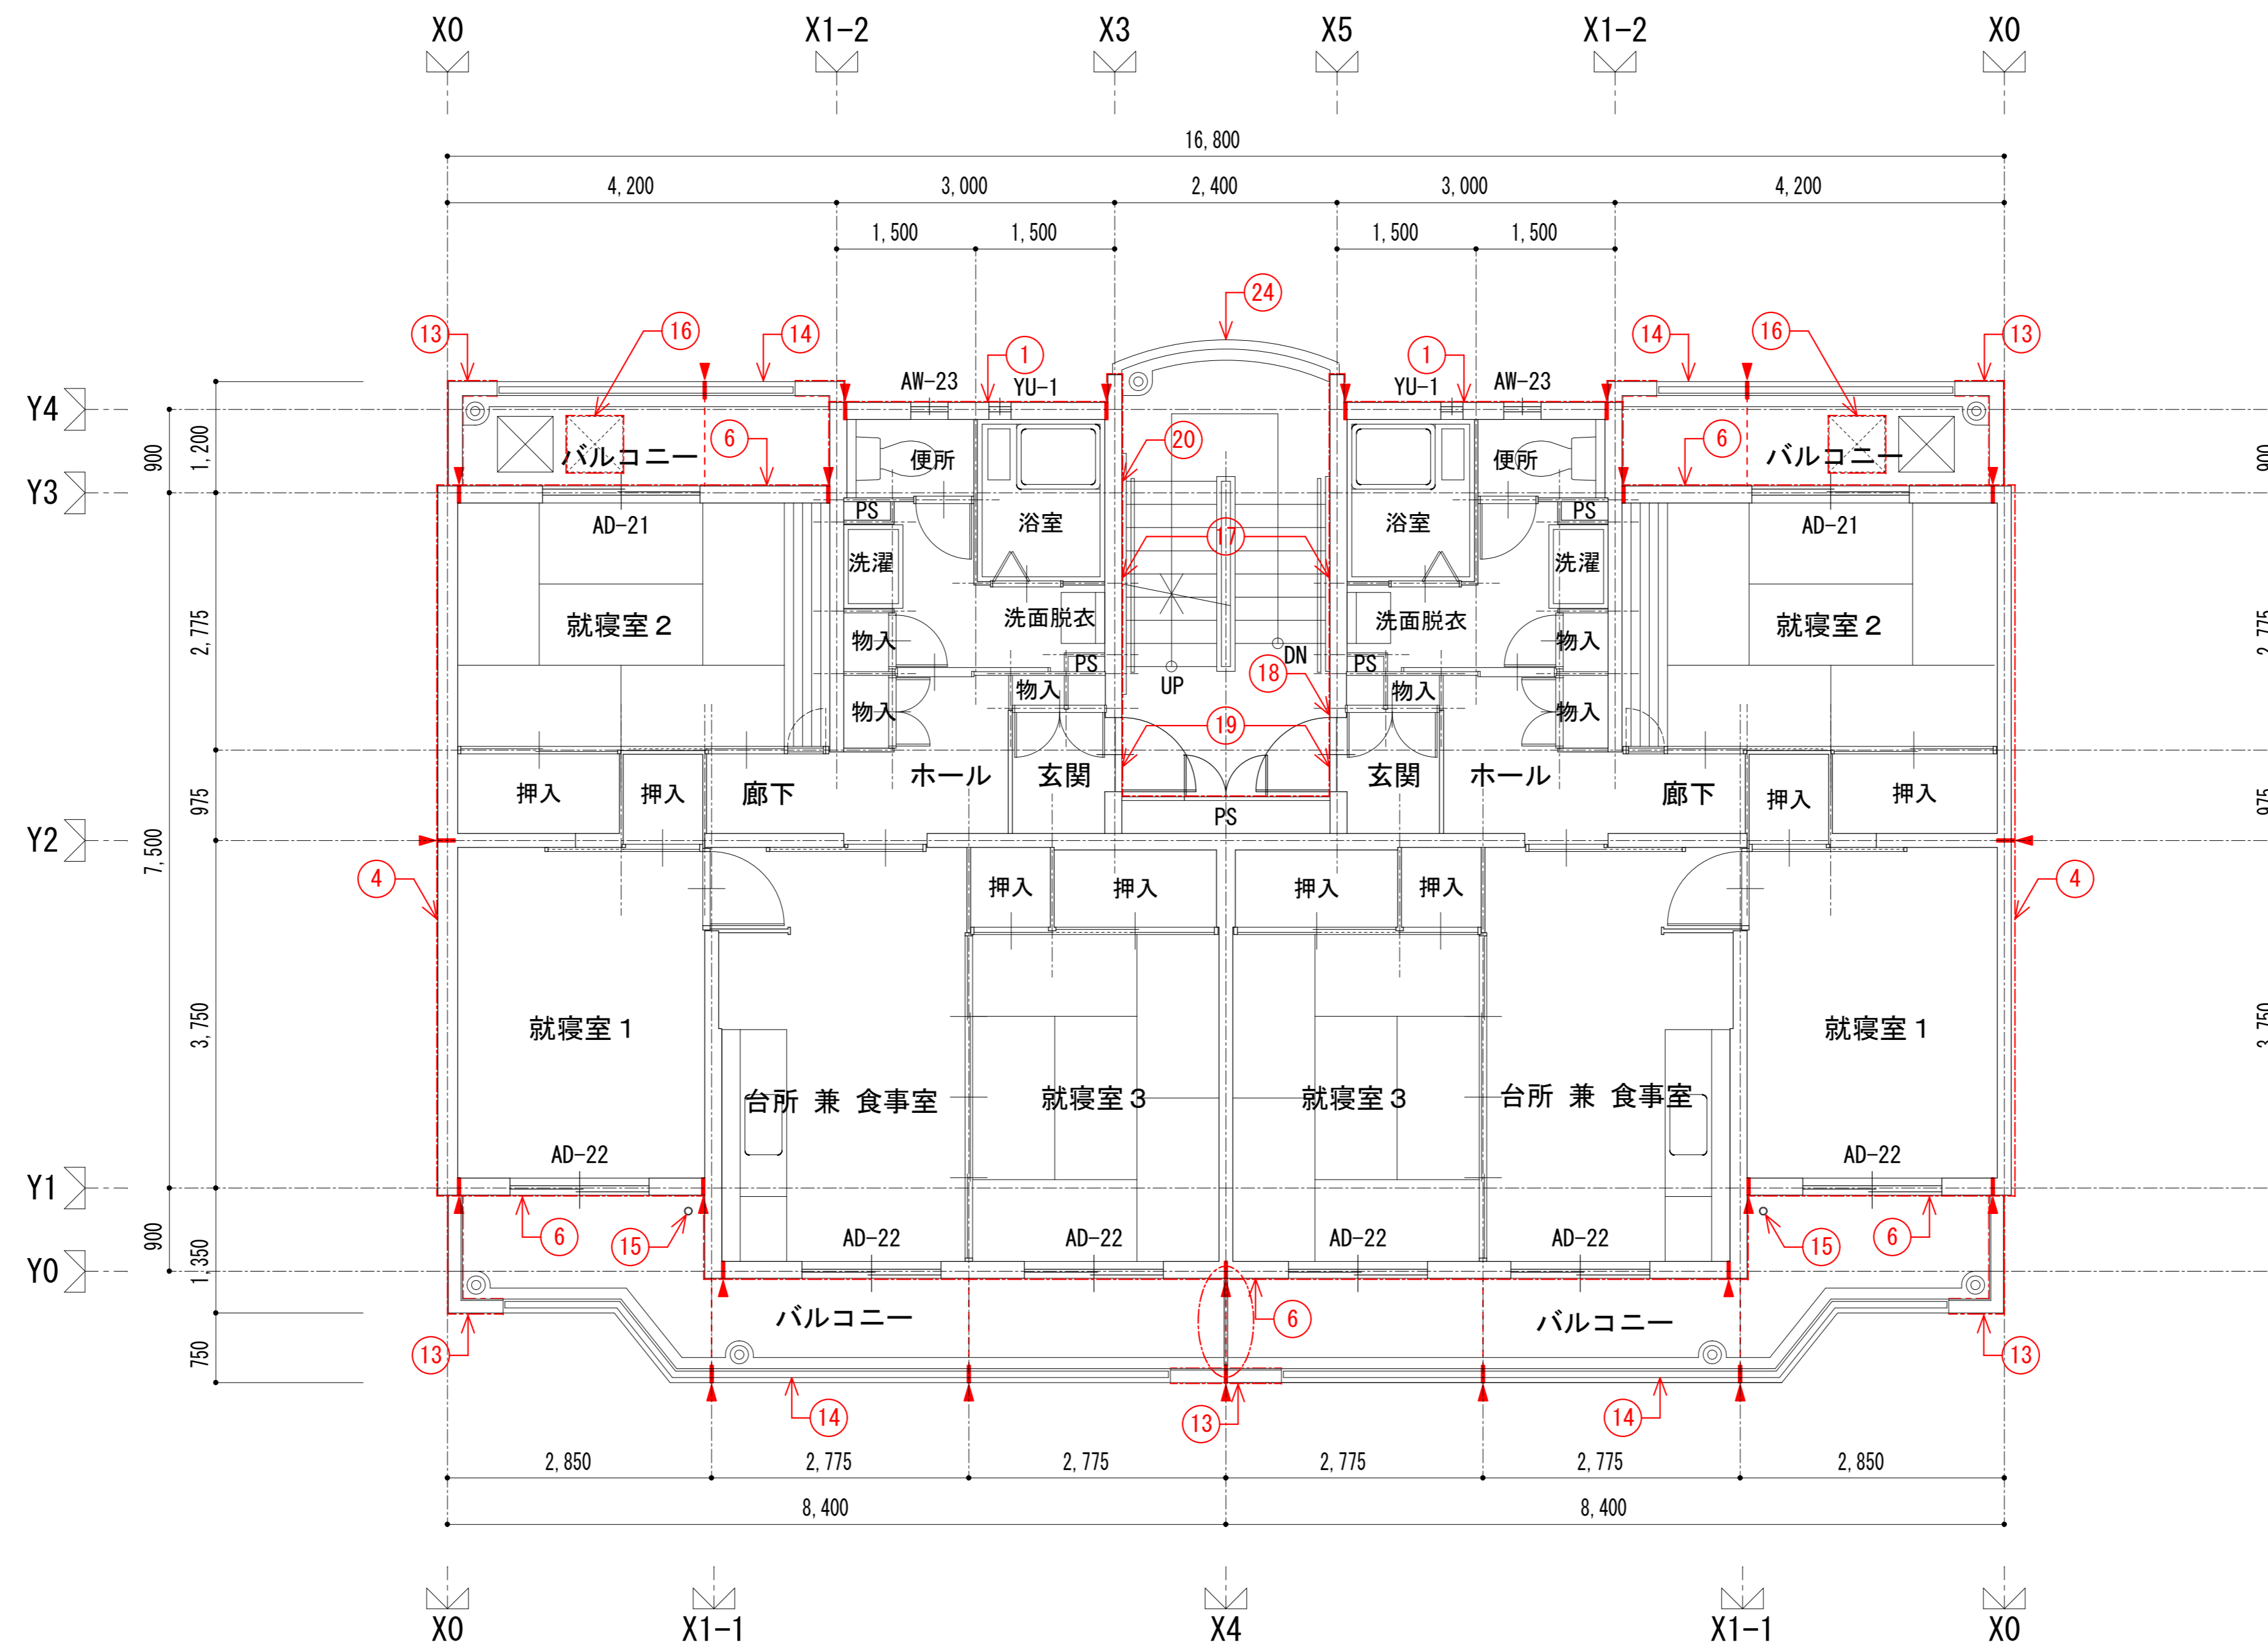 X0 X1-2 X3 X5 X1-2 X0
16,800
4,200 3,000 2,400 3,000 4,200
1,500 1,500 1,500 1,500
24
13 16 14 1 1 14 16 13
AW-23 YU-1 YU-1 AW-23
Y4
6 20 6
バルコニー 便所 便所 バルコニー
900 1,200 900
Y3
PS PS
AD-21 浴室 17 浴室 AD-21
洗濯 洗濯
就寝室2 洗面脱衣 洗面脱衣 就寝室2
2,775 2,775
物入 物入
PS DN PS
UP 18
物入 物入
物入 物入
19
ホール 玄関 玄関 ホール
押入 押入 廊下 廊下 押入 押入
975 975
PS
Y2
7,500
4 4
押入 押入 押入 押入
就寝室1 就寝室1
3,750 3,750
台所 兼 食事室 就寝室3 就寝室3 台所 兼 食事室
AD-22 AD-22
Y1
6 15 15 6
AD-22 AD-22 AD-22 AD-22
900
Y0
1,350
バルコニー 6 バルコニー
13 13
750
14 13 14
2,850 2,775 2,775 2,775 2,775 2,850
8,400 8,400
X0 X1-1 X4 X1-1 X0